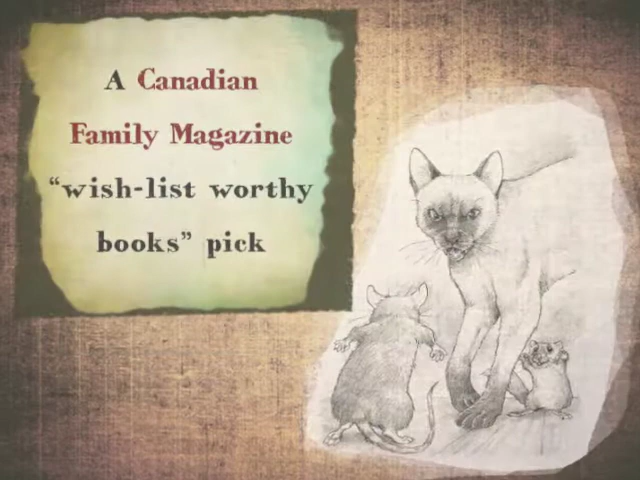 A Canadian
Family Magazine
“wish-list worthy
books” pick